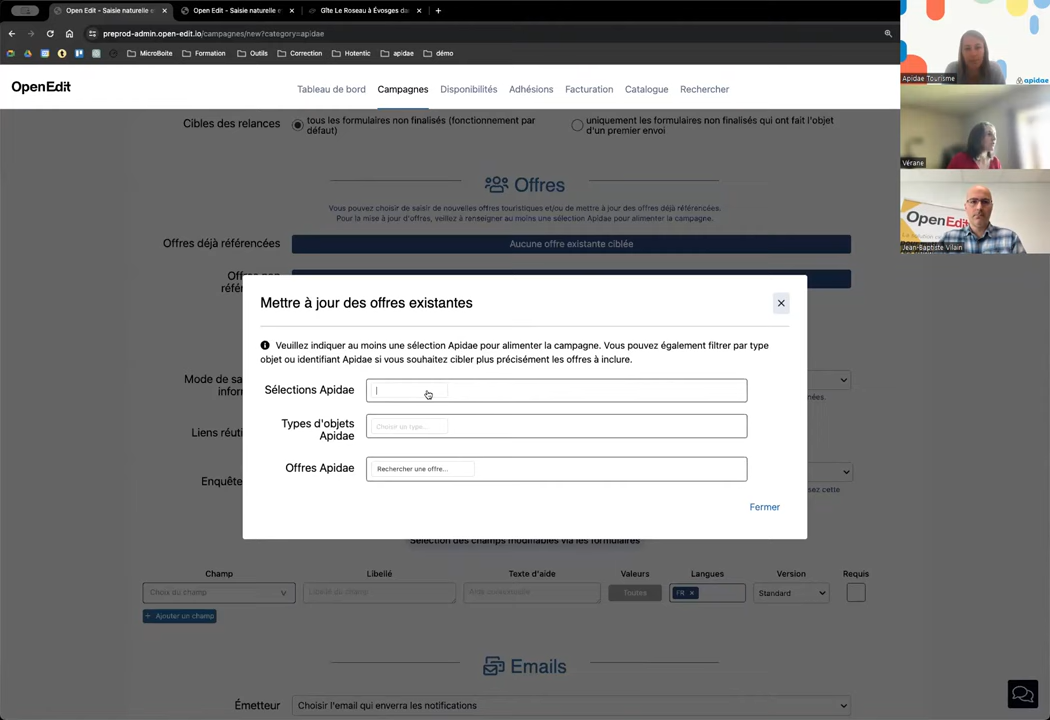 Open Edit - Saisie naturelle e
Open Edit - Saisie naturelle e
Gîte Le Roseau à Évosges dan
preprod-admin.open-edit.io/campagnes/new?category=apidae
MicroBoite
Formation
Outils
Correction
Hotentic
apidae
démo
OpenEdit
Tableau de bord
Campagnes
Disponibilités
Adhésions
Facturation
Catalogue
Rechercher
Cibles des relances
tous les formulaires non finalisés (fonctionnement par
défaut)
uniquement les formulaires non finalisés qui ont fait l'objet
d'un premier envoi
Offres
Vous pouvez choisir de saisir de nouvelles offres touristiques et/ou de mettre à jour des offres déjà référencées.
Pour la mise à jour d'offres, veillez à renseigner au moins une sélection Apidae pour alimenter la campagne.
Offres déjà référencées
Aucune offre existante ciblée
Mettre à jour des offres existantes
Veuillez indiquer au moins une sélection Apidae pour alimenter la campagne. Vous pouvez également filtrer par type
objet ou identifiant Apidae si vous souhaitez cibler plus précisément les offres à inclure.
Sélections Apidae
Types d'objets
Apidae
Choisir un type...
Offres Apidae
Rechercher une offre...
Fermer
Mode de sa
Liens réuti
Enquête
Sélection des champs modifiables via les formulaires
Champ
Libellé
Texte d'aide
Valeurs
Langues
Version
Requis
Choix du champ
Libellé du champ
Toutes
FR
Standard
+ Ajouter un champ
Emails
Émetteur
Choisir l'email qui enverra les notifications
Apidae Tourisme
apidae
Vérane
OpenEdit
Jean-Baptiste Vilain